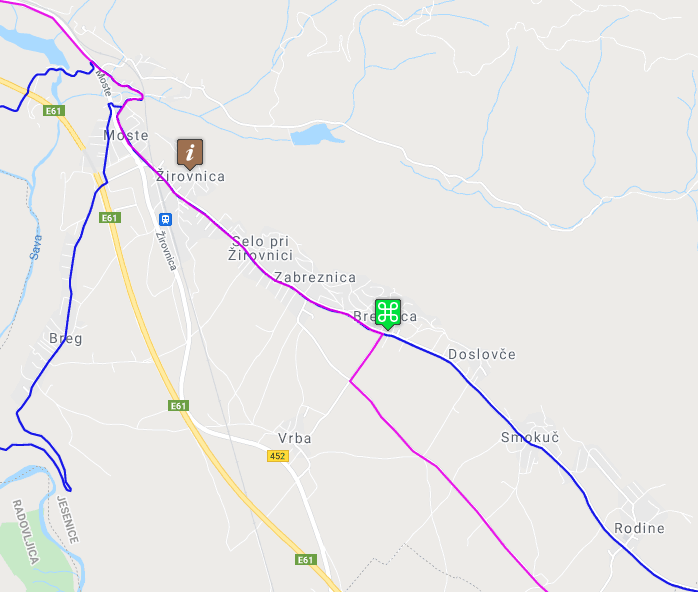 Moste
E61
Moste
i
Žirovnica
E61
Žirovnica
Sava
Selo pri
Žirovnici
Zabreznica
Doslovče
Breg
E61
Vrba
452
Smokuč
JESENICE
RADOVLJICA
Rodine
E61